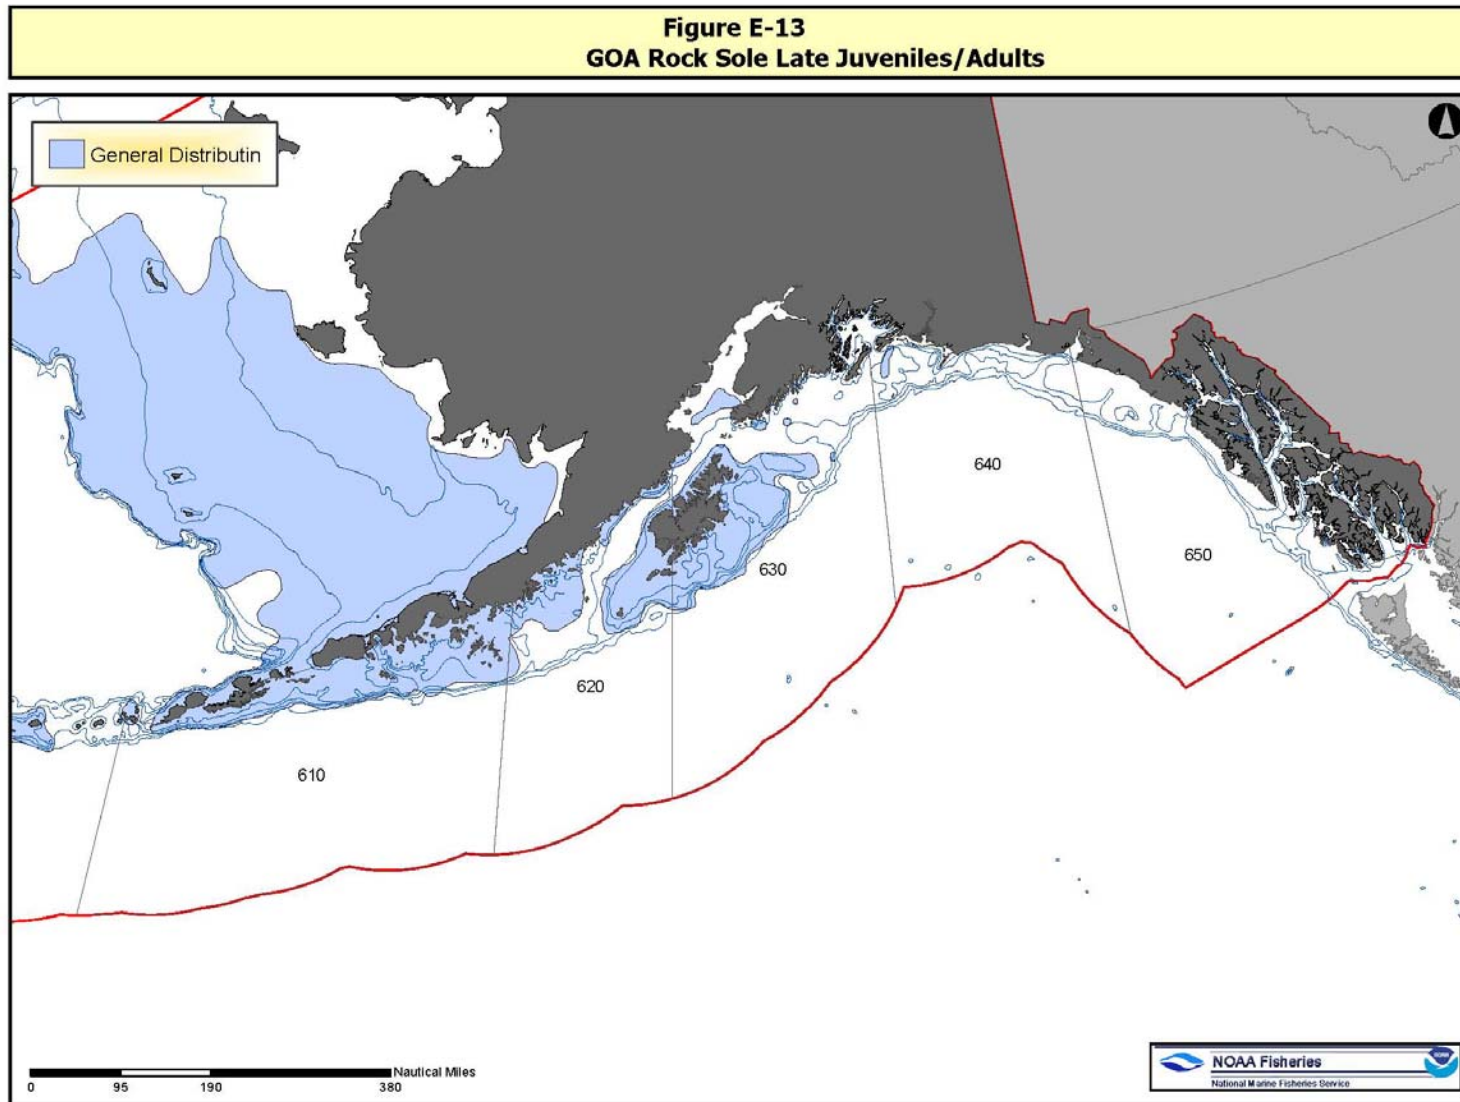 Figure E-13
GOA Rock Sole Late Juveniles/Adults
General Distributin
640
650
630
620
610
Nautical Miles
0 95 190 380
NOAA Fisheries
National Marine Fisheries Service